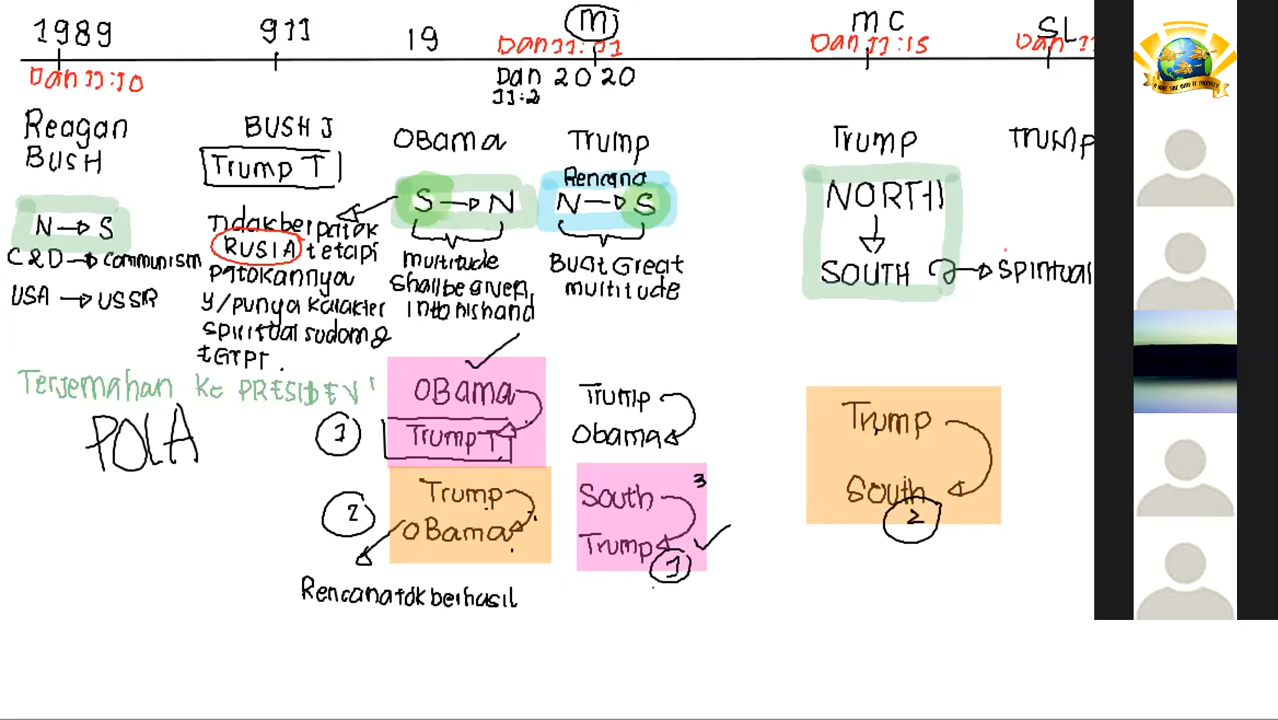 1989
Dan 11:10
911
19
M
Dan 11:11
Dan 2020
11:2
MC
Dan 11:15
SL
Dan 11
Reagan
BUSH
N → S
C&D → communism
USA → USSR
BUSH J
Trump T
Tidak berpatok
RUSIA tetapi
patokannya
y/punya karakter
spiritual sodom &
EGIPT.
OBama
S → N
multitude
shall be given
into his hand
Trump
Rencana
N → S
Buat Great
multitude
Trump
NORTH
SOUTH → Spiritual
Trump
Terjemahan ke PRESIDEN
POLA
1
OBama
Trump T
2
Trump
OBama
Rencana tdk berhasil
Trump
Obama
South 3
Trump
1
Trump
South
2